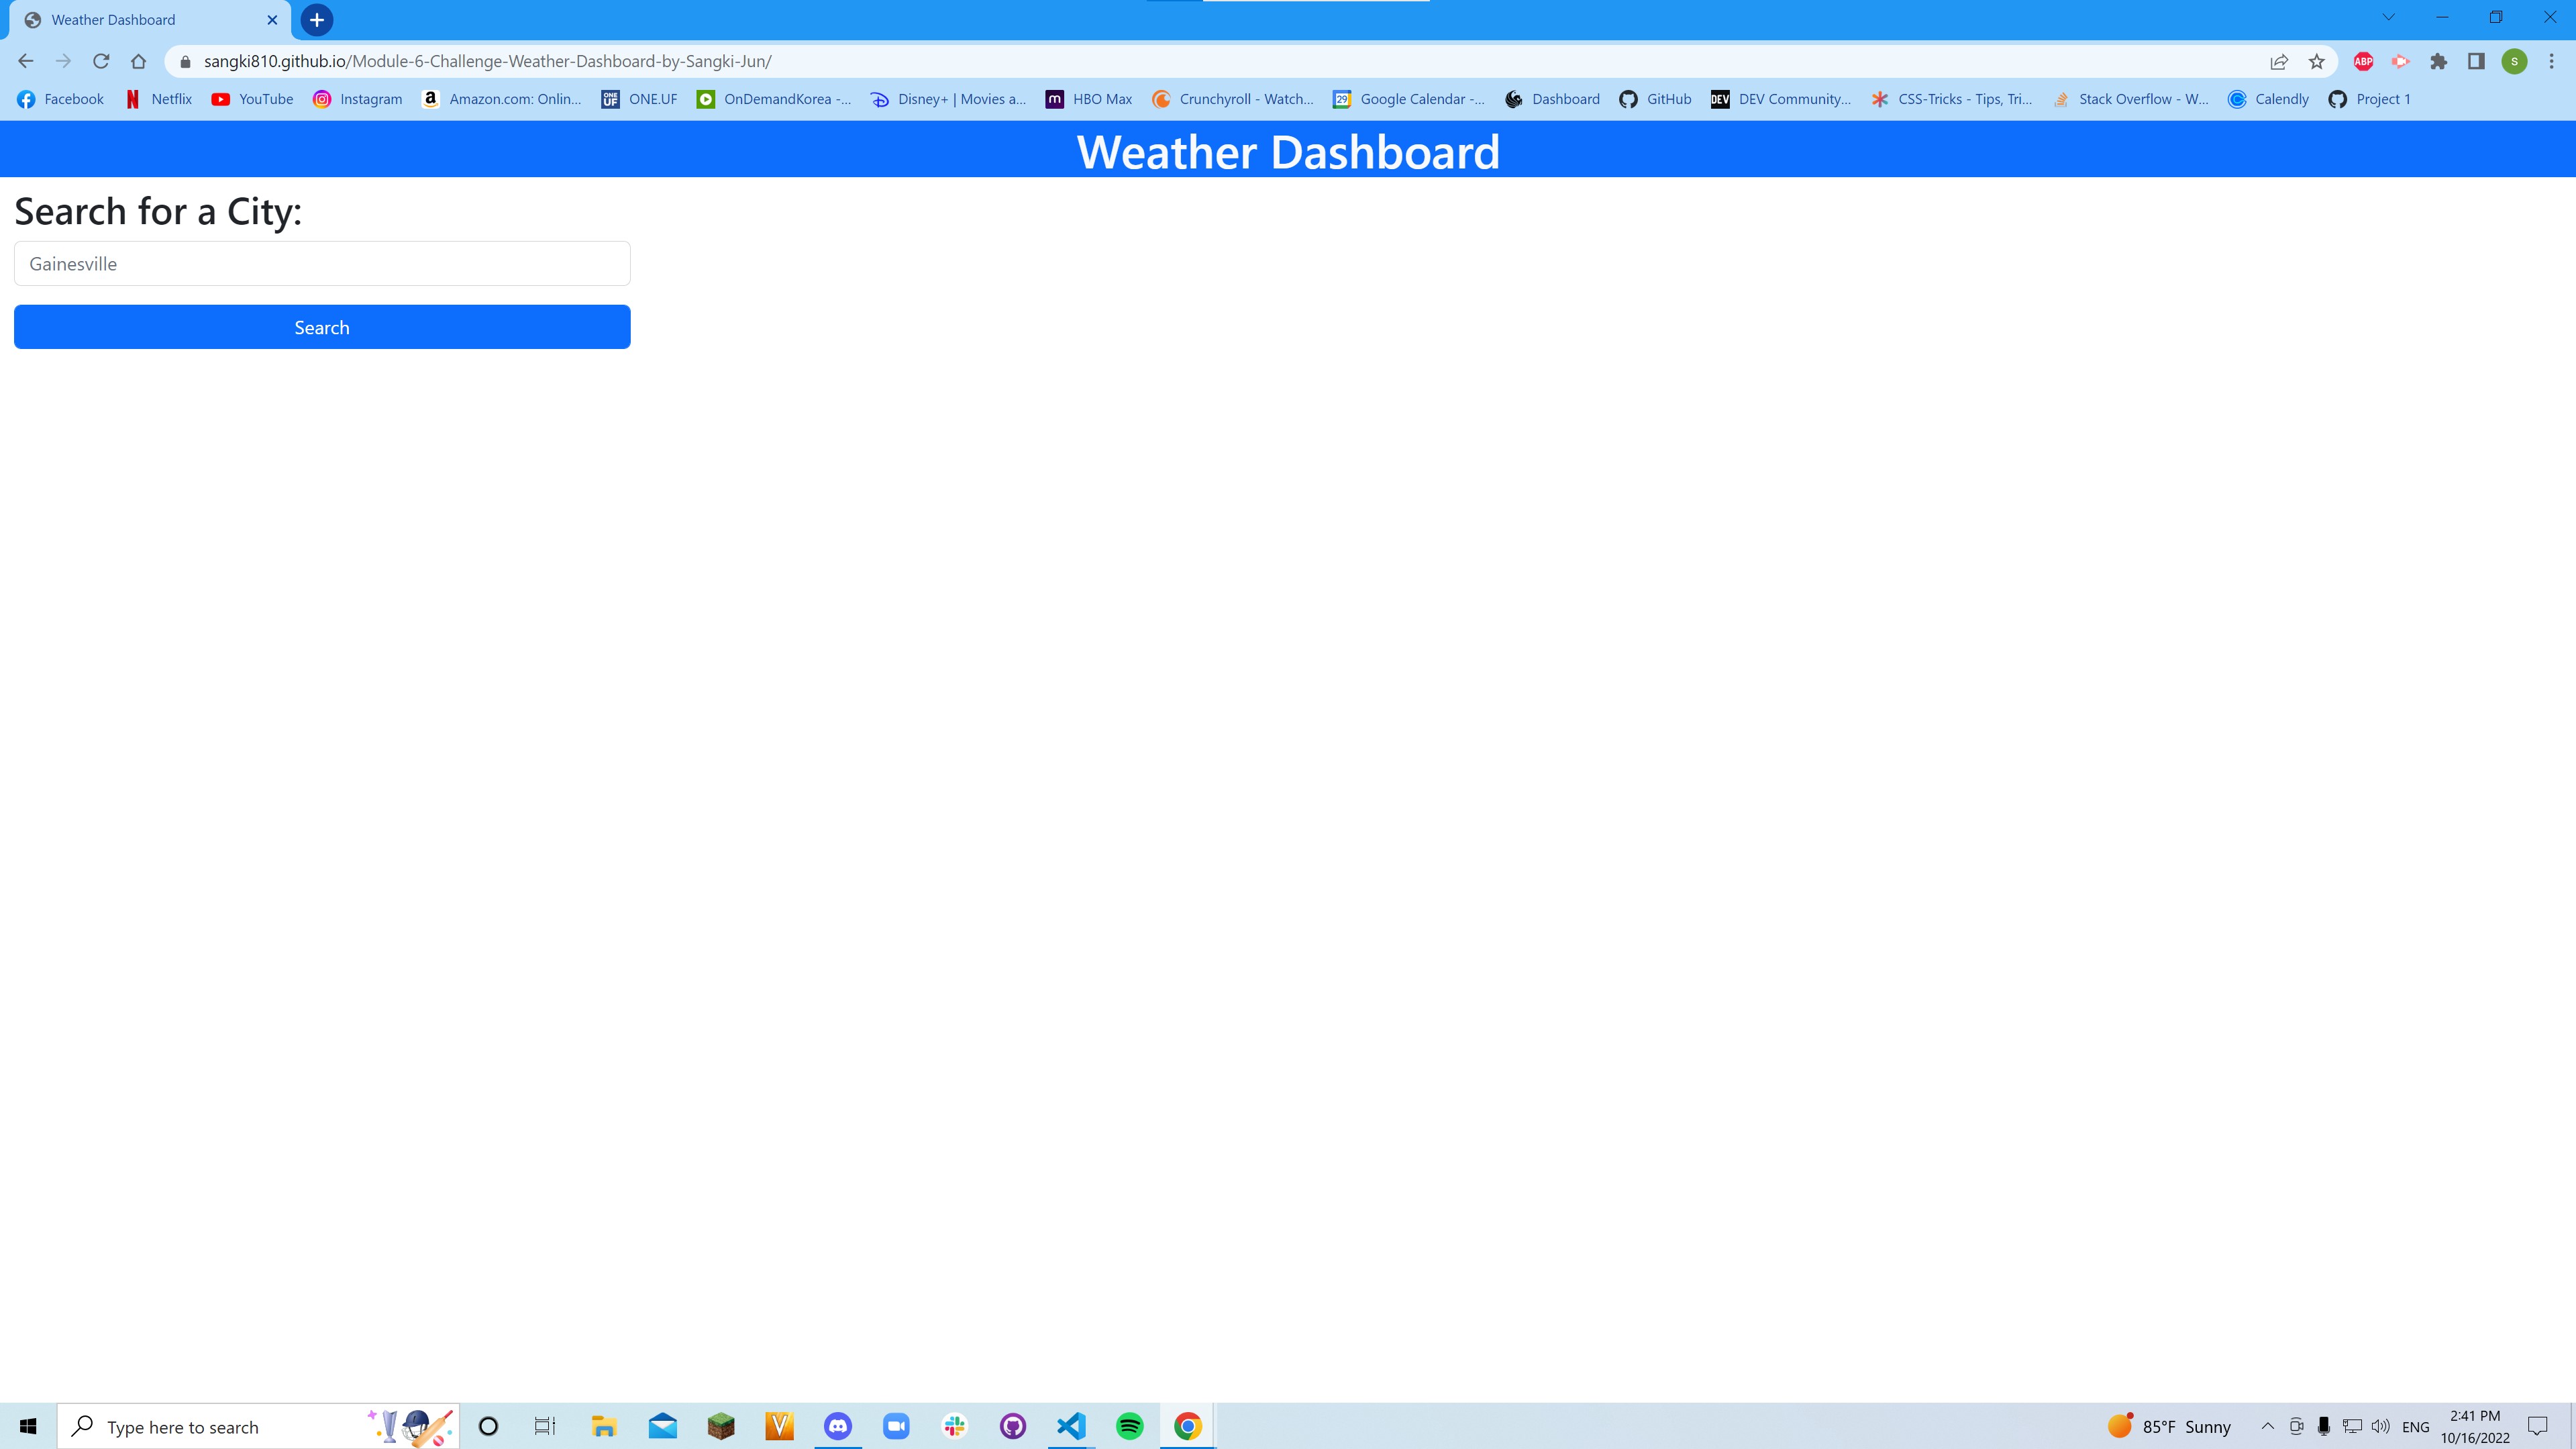 Weather Dashboard
sangki810.github.io/Module-6-Challenge-Weather-Dashboard-by-Sangki-Jun/
ABP
S
Facebook Netflix YouTube Instagram Amazon.com: Onlin... ONE.UF OnDemandKorea -... Disney+ | Movies a... HBO Max Crunchyroll - Watch... Google Calendar -... Dashboard GitHub DEV Community... CSS-Tricks - Tips, Tri... Stack Overflow - W... Calendly Project 1
Weather Dashboard
Search for a City:
Gainesville
Search
Type here to search
85°F Sunny
ENG
2:41 PM
10/16/2022